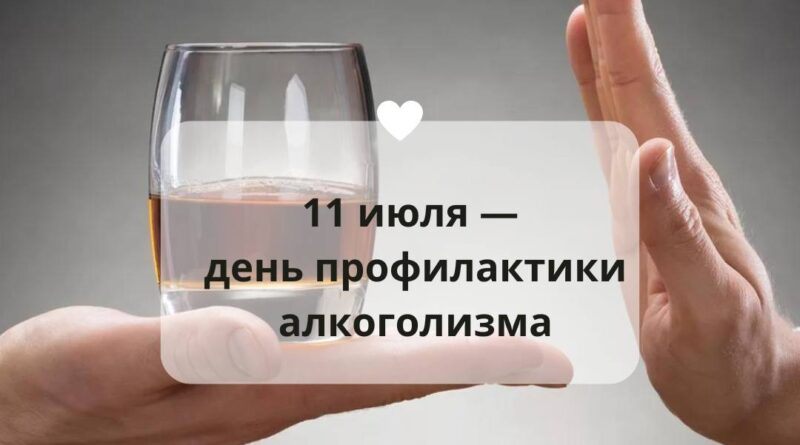 11 июля —
день профилактики
алкоголизма